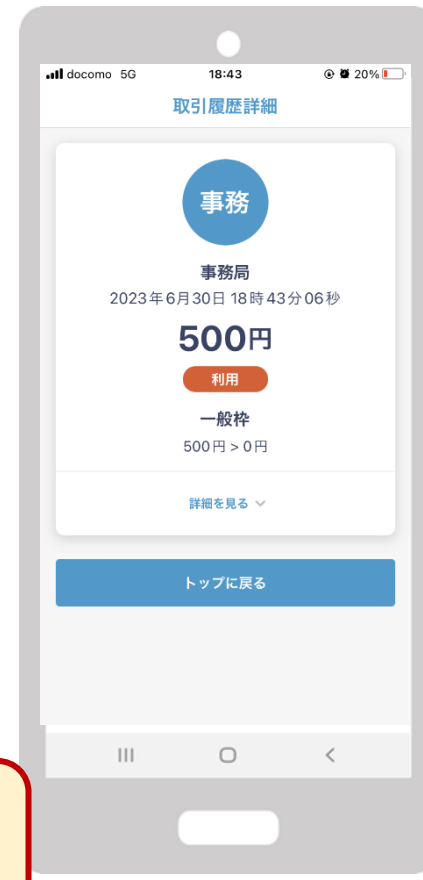 docomo 5G 18:43 20%
取引履歴詳細
事務
事務局
2023年6月30日 18時43分06秒
500円
利用
一般枠
500円 > 0円
詳細を見る
トップに戻る